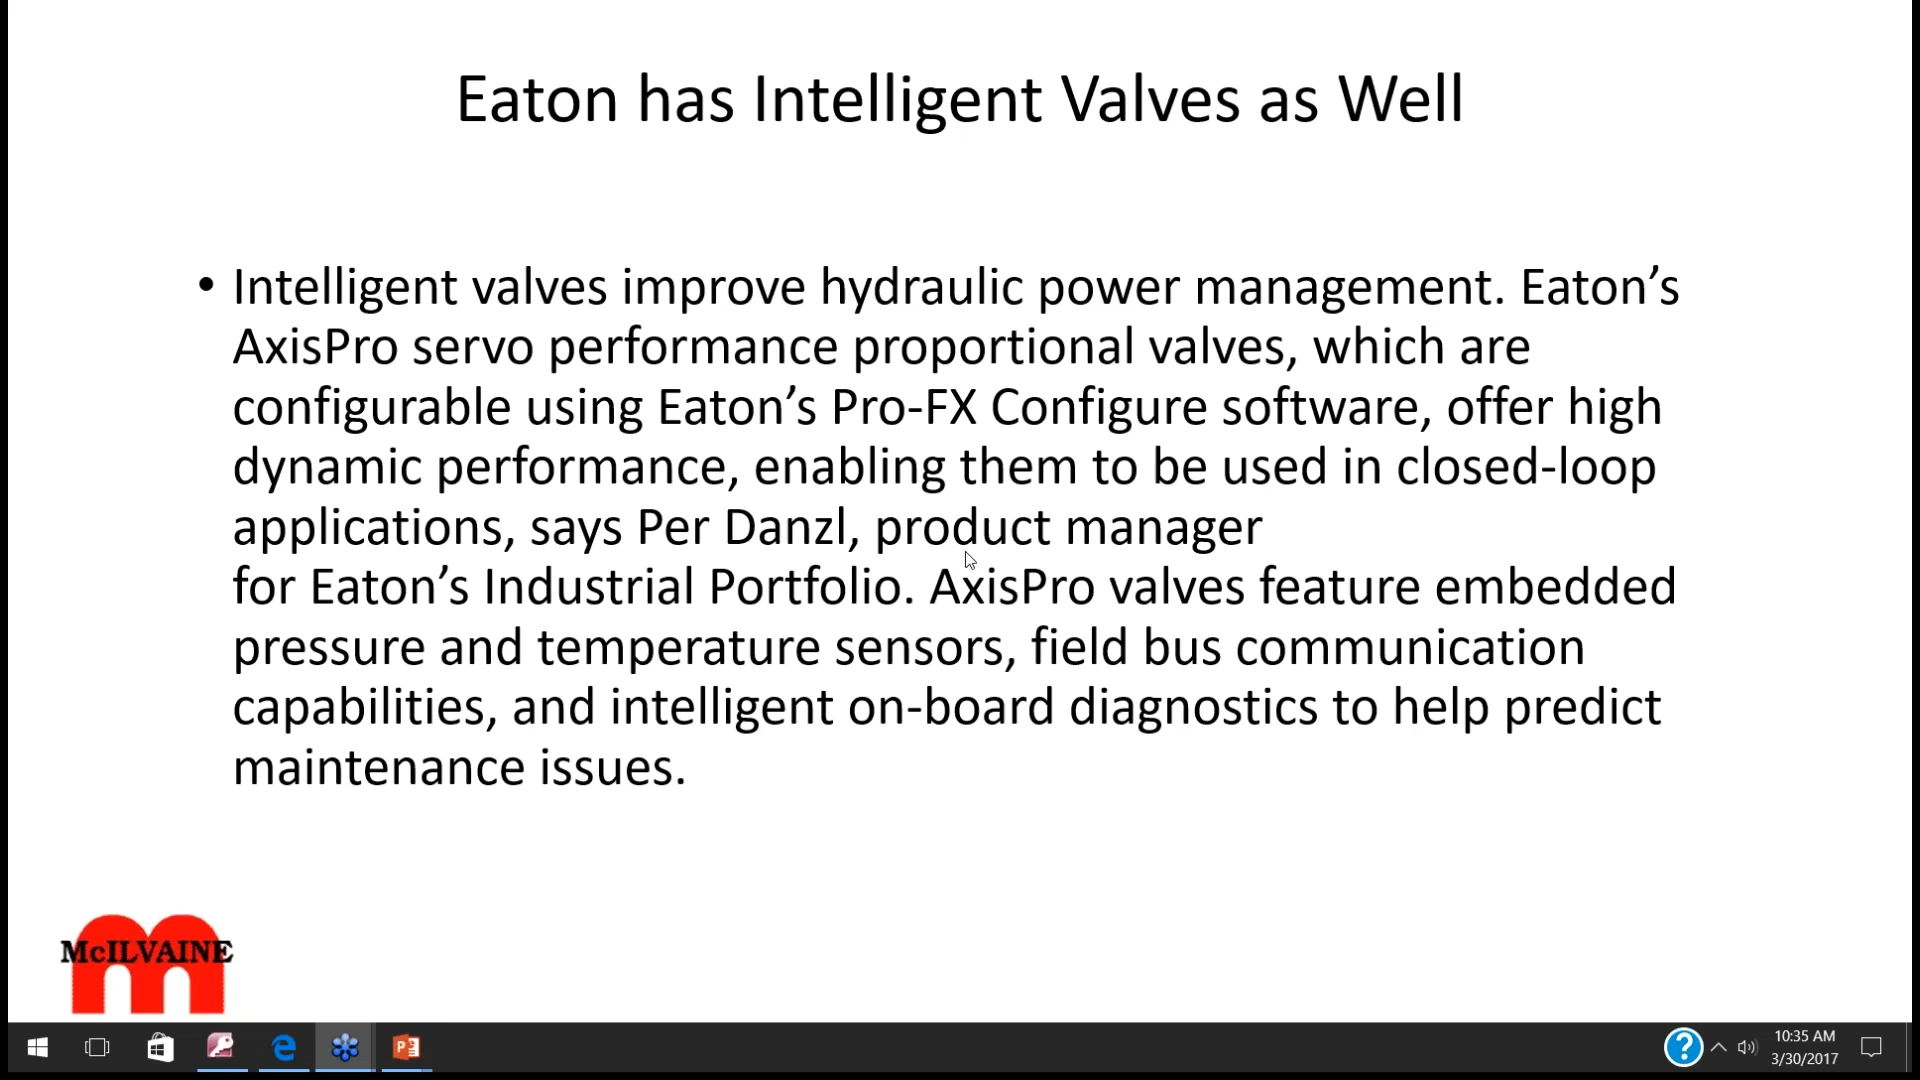 Eaton has Intelligent Valves as Well
• Intelligent valves improve hydraulic power management. Eaton’s
AxisPro servo performance proportional valves, which are
configurable using Eaton’s Pro-FX Configure software, offer high
dynamic performance, enabling them to be used in closed-loop
applications, says Per Danzl, product manager
for Eaton’s Industrial Portfolio. AxisPro valves feature embedded
pressure and temperature sensors, field bus communication
capabilities, and intelligent on-board diagnostics to help predict
maintenance issues.
McILVAINE
10:35 AM
3/30/2017